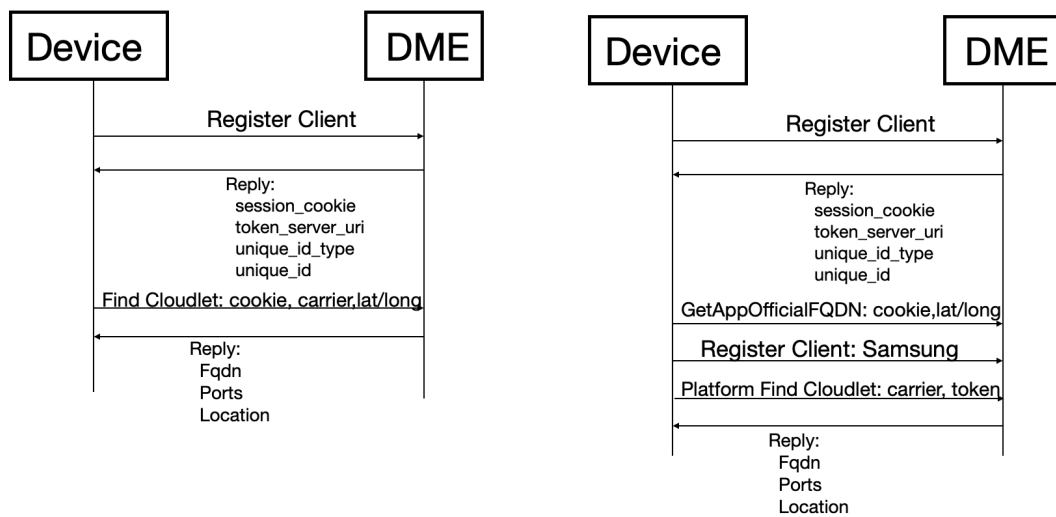 Device
DME
Register Client
Reply:
session_cookie
token_server_uri
unique_id_type
unique_id
Find Cloudlet: cookie, carrier,lat/long
Reply:
Fqdn
Ports
Location
Device
DME
Register Client
Reply:
session_cookie
token_server_uri
unique_id_type
unique_id
GetAppOfficialFQDN: cookie,lat/long
Register Client: Samsung
Platform Find Cloudlet: carrier, token
Reply:
Fqdn
Ports
Location